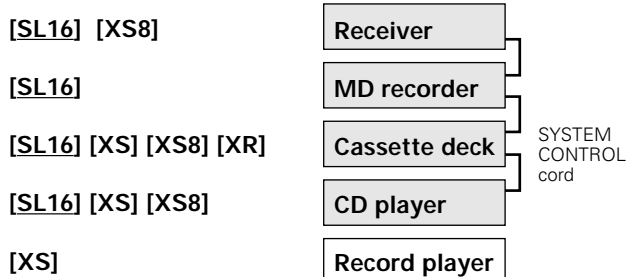 [SL16] [XS8] Receiver
[SL16] MD recorder
[SL16] [XS] [XS8] [XR] Cassette deck
SYSTEM
CONTROL
cord
[SL16] [XS] [XS8] CD player
[XS] Record player